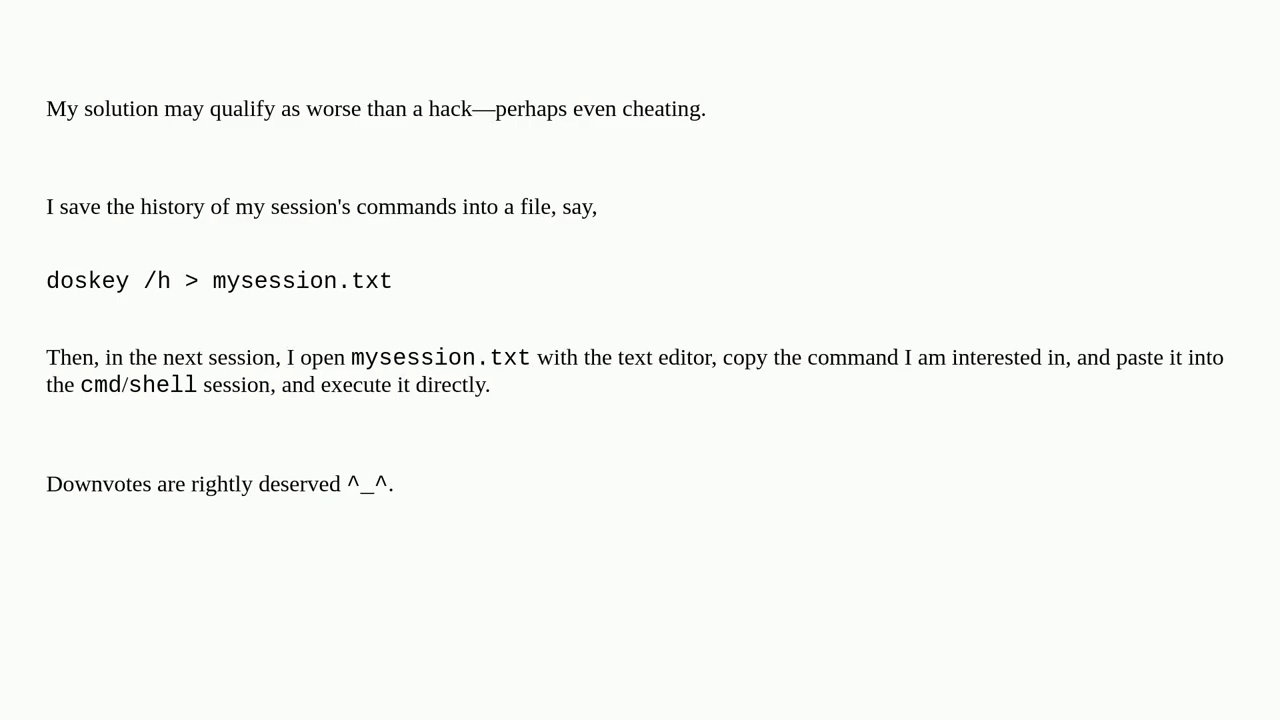 My solution may qualify as worse than a hack—perhaps even cheating.
I save the history of my session's commands into a file, say,
doskey /h > mysession.txt
Then, in the next session, I open mysession.txt with the text editor, copy the command I am interested in, and paste it into
the cmd/shell session, and execute it directly.
Downvotes are rightly deserved ^_^.